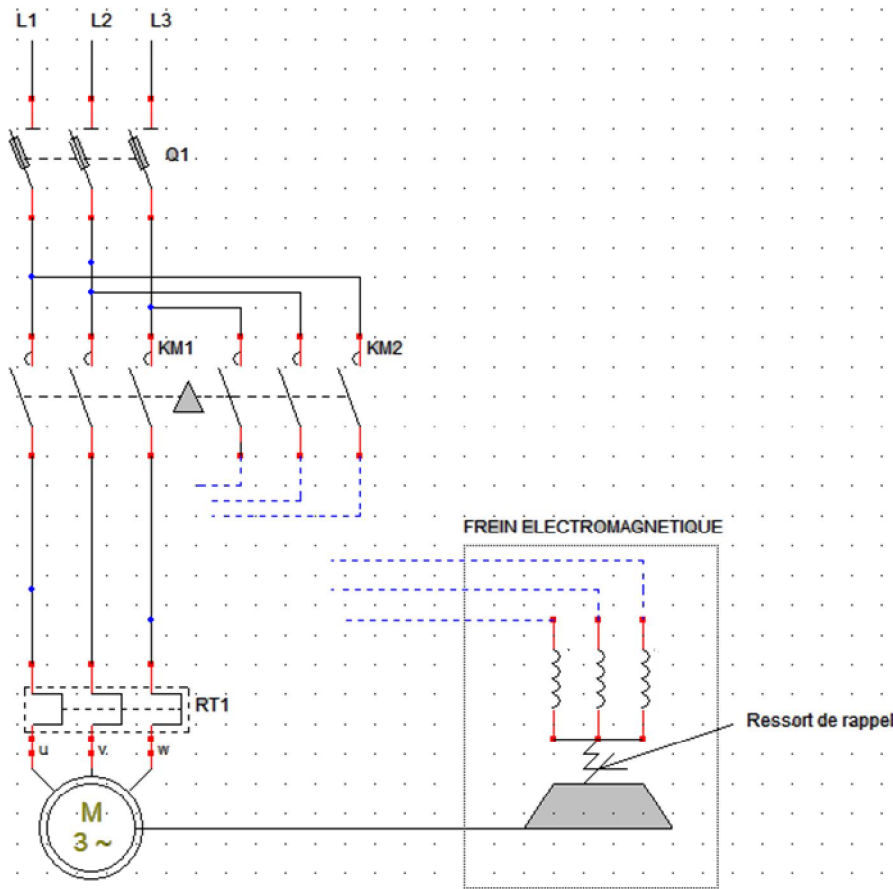 L1 L2 L3
Q1
KM1 KM2
FREIN ELECTROMAGNETIQUE
RT1
Ressort de rappel
u v. w
M
3 ~